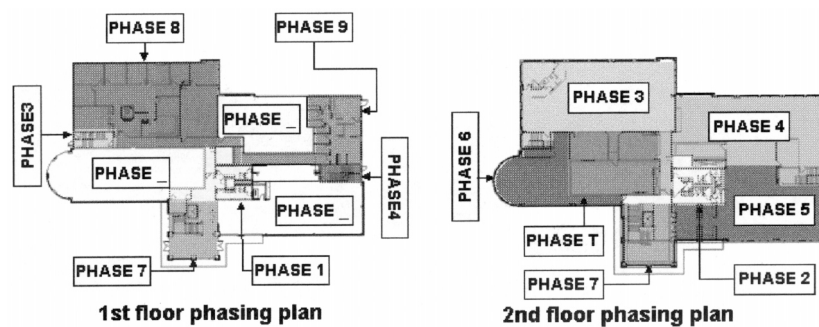 PHASE 8
PHASE 9
PHASE3
PHASE _
PHASE _
PHASE4
PHASE _
PHASE 7
PHASE 1
1st floor phasing plan
PHASE 3
PHASE 4
PHASE 6
PHASE 5
PHASE T
PHASE 7
PHASE 2
2nd floor phasing plan